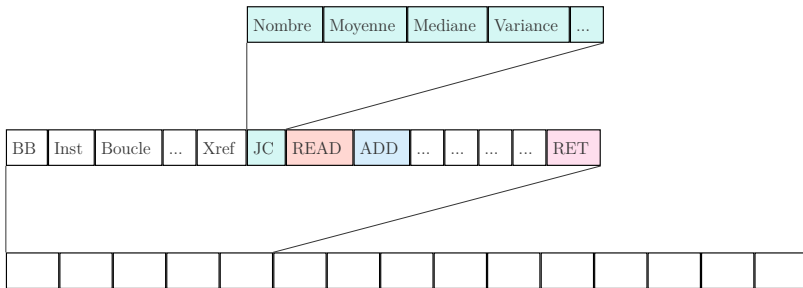 Nombre Moyenne Mediane Variance ...
BB Inst Boucle ... Xref JC READ ADD ... ... ... ... RET